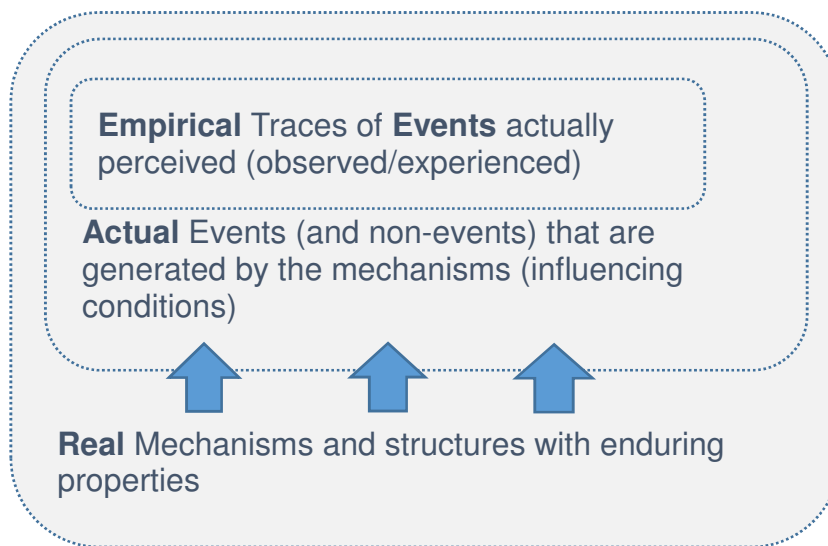 Empirical Traces of Events actually
perceived (observed/experienced)
Actual Events (and non-events) that are
generated by the mechanisms (influencing
conditions)
Real Mechanisms and structures with enduring
properties